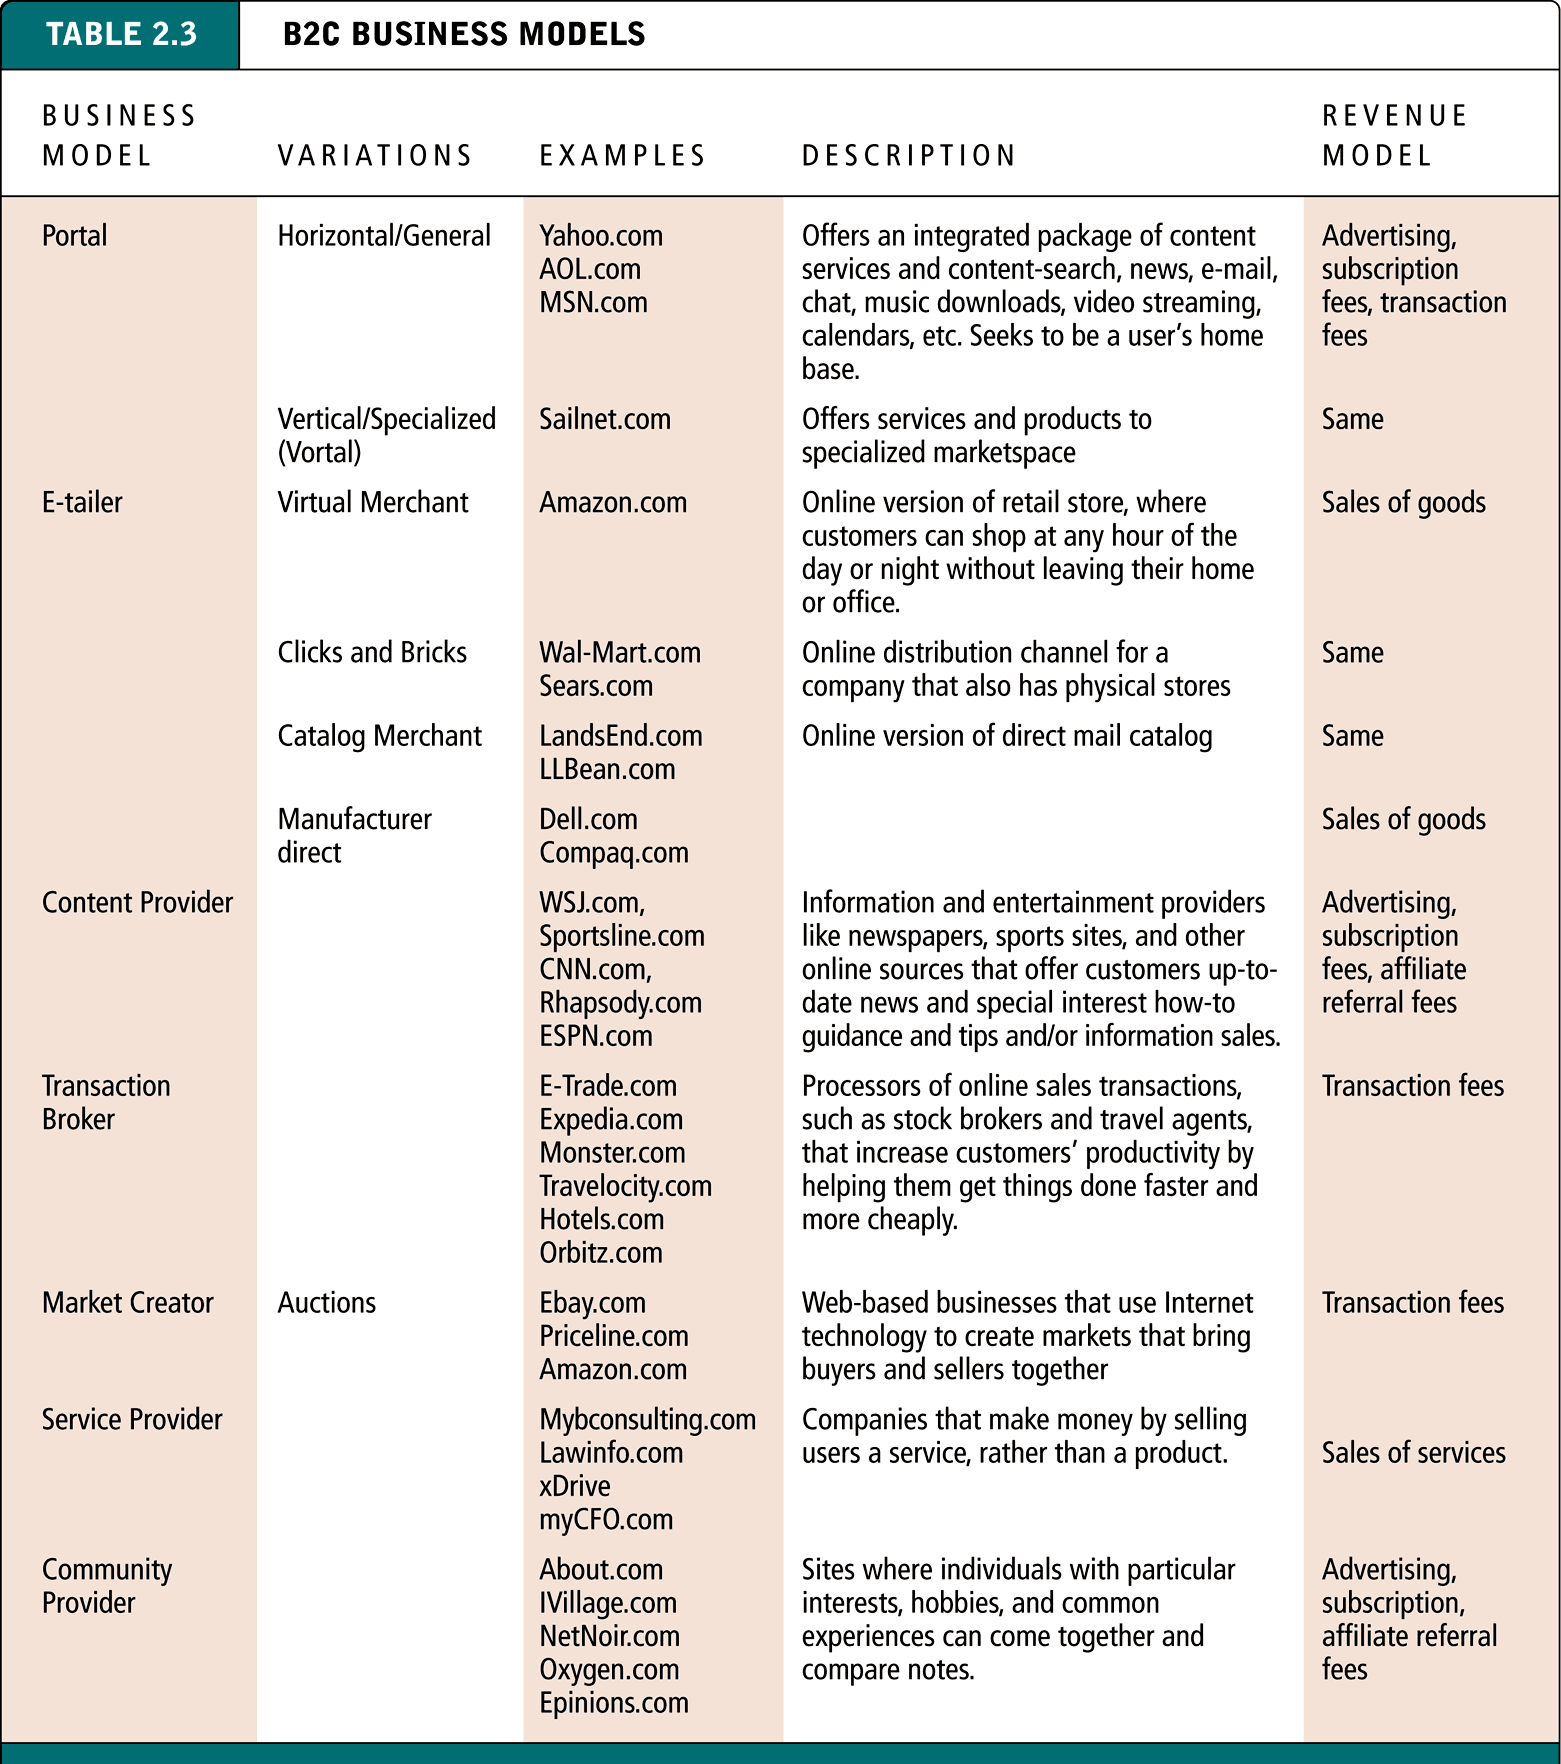 TABLE 2.3 B2C BUSINESS MODELS
BUSINESS MODEL VARIATIONS EXAMPLES DESCRIPTION REVENUE MODEL
Portal Horizontal/General Yahoo.com Offers an integrated package of content Advertising,
AOL.com services and content-search, news, e-mail, subscription
MSN.com chat, music downloads, video streaming, fees, transaction
calendars, etc. Seeks to be a user's home fees
base.
Vertical/Specialized Sailnet.com Offers services and products to Same
(Vortal) specialized marketspace
E-tailer Virtual Merchant Amazon.com Online version of retail store, where Sales of goods
customers can shop at any hour of the
day or night without leaving their home
or office.
Clicks and Bricks Wal-Mart.com Online distribution channel for a Same
Sears.com company that also has physical stores
Catalog Merchant LandsEnd.com Online version of direct mail catalog Same
LLBean.com
Manufacturer Dell.com Sales of goods
direct Compaq.com
Content Provider WSJ.com, Information and entertainment providers Advertising,
Sportsline.com like newspapers, sports sites, and other subscription
CNN.com, online sources that offer customers up-to- fees, affiliate
Rhapsody.com date news and special interest how-to referral fees
ESPN.com guidance and tips and/or information sales.
Transaction E-Trade.com Processors of online sales transactions, Transaction fees
Broker Expedia.com such as stock brokers and travel agents,
Monster.com that increase customers' productivity by
Travelocity.com helping them get things done faster and
Hotels.com more cheaply.
Orbitz.com
Market Creator Auctions Ebay.com Web-based businesses that use Internet Transaction fees
Priceline.com technology to create markets that bring
Amazon.com buyers and sellers together
Service Provider Mybconsulting.com Companies that make money by selling
Lawinfo.com users a service, rather than a product. Sales of services
xDrive
myCFO.com
Community About.com Sites where individuals with particular Advertising,
Provider IVillage.com interests, hobbies, and common subscription,
NetNoir.com experiences can come together and affiliate referral
Oxygen.com compare notes. fees
Epinions.com